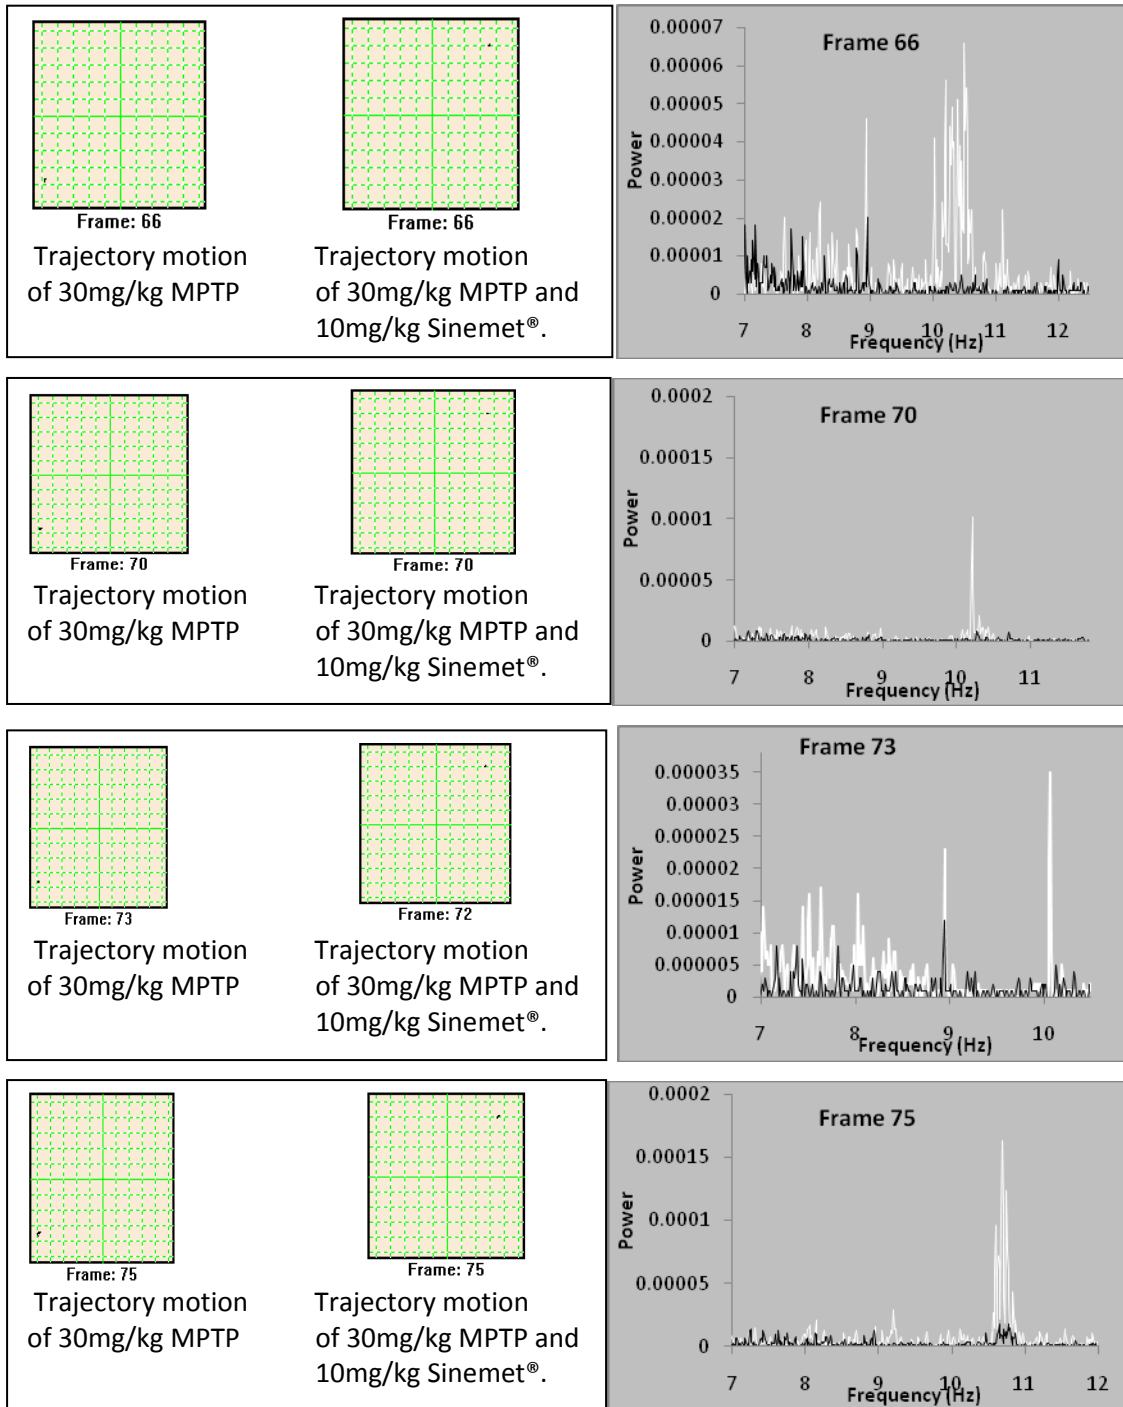 Frame: 66
Trajectory motion
of 30mg/kg MPTP
Frame: 66
Trajectory motion
of 30mg/kg MPTP and
10mg/kg Sinemet®.
Frame 66
Power
0.00007
0.00006
0.00005
0.00004
0.00003
0.00002
0.00001
0
7 8 9 10 11 12
Frequency (Hz)
Frame: 70
Trajectory motion
of 30mg/kg MPTP
Frame: 70
Trajectory motion
of 30mg/kg MPTP and
10mg/kg Sinemet®.
Frame 70
Power
0.0002
0.00015
0.0001
0.00005
0
7 8 9 10 11
Frequency (Hz)
Frame: 73
Trajectory motion
of 30mg/kg MPTP
Frame: 72
Trajectory motion
of 30mg/kg MPTP and
10mg/kg Sinemet®.
Frame 73
Power
0.000035
0.00003
0.000025
0.00002
0.000015
0.00001
0.000005
0
7 8 9 10
Frequency (Hz)
Frame: 75
Trajectory motion
of 30mg/kg MPTP
Frame: 75
Trajectory motion
of 30mg/kg MPTP and
10mg/kg Sinemet®.
Frame 75
Power
0.0002
0.00015
0.0001
0.00005
0
7 8 9 10 11 12
Frequency (Hz)